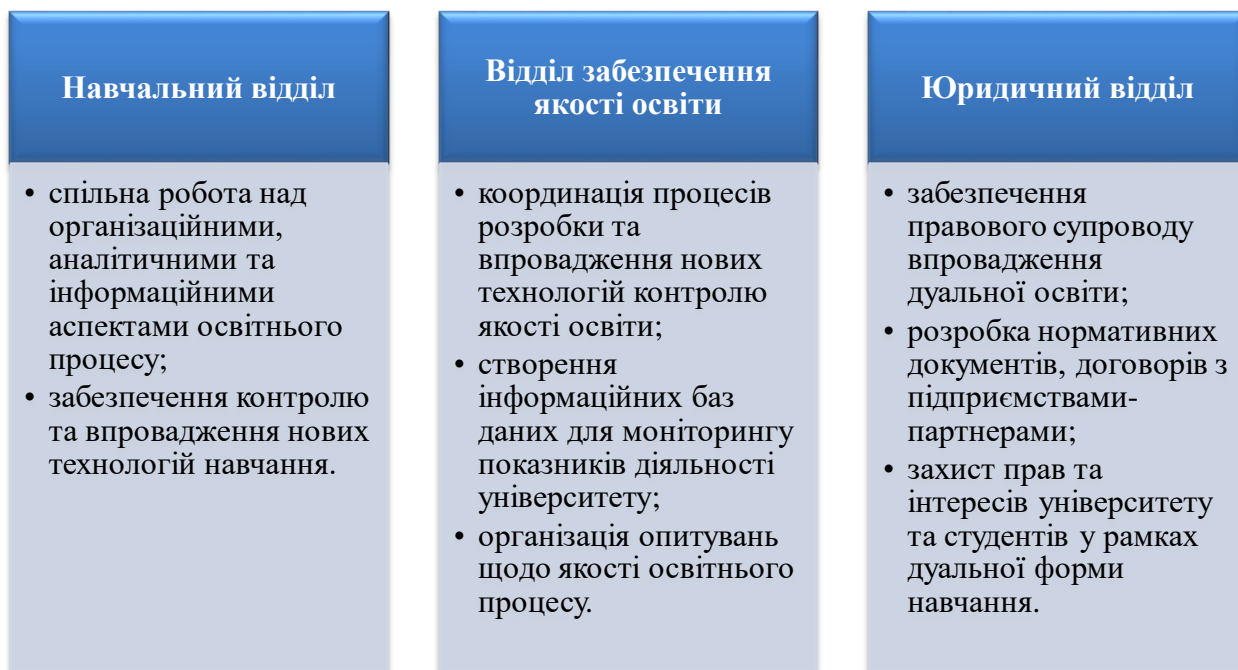 Навчальний відділ
• спільна робота над
організаційними,
аналітичними та
інформаційними
аспектами освітнього
процесу;
• забезпечення контролю
та впровадження нових
технологій навчання.
Відділ забезпечення
якості освіти
• координація процесів
розробки та
впровадження нових
технологій контролю
якості освіти;
• створення
інформаційних баз
даних для моніторингу
показників діяльності
університету;
• організація опитувань
щодо якості освітнього
процесу.
Юридичний відділ
• забезпечення
правового супроводу
впровадження
дуальної освіти;
• розробка нормативних
документів, договорів з
підприємствами-
партнерами;
• захист прав та
інтересів університету
та студентів у рамках
дуальної форми
навчання.